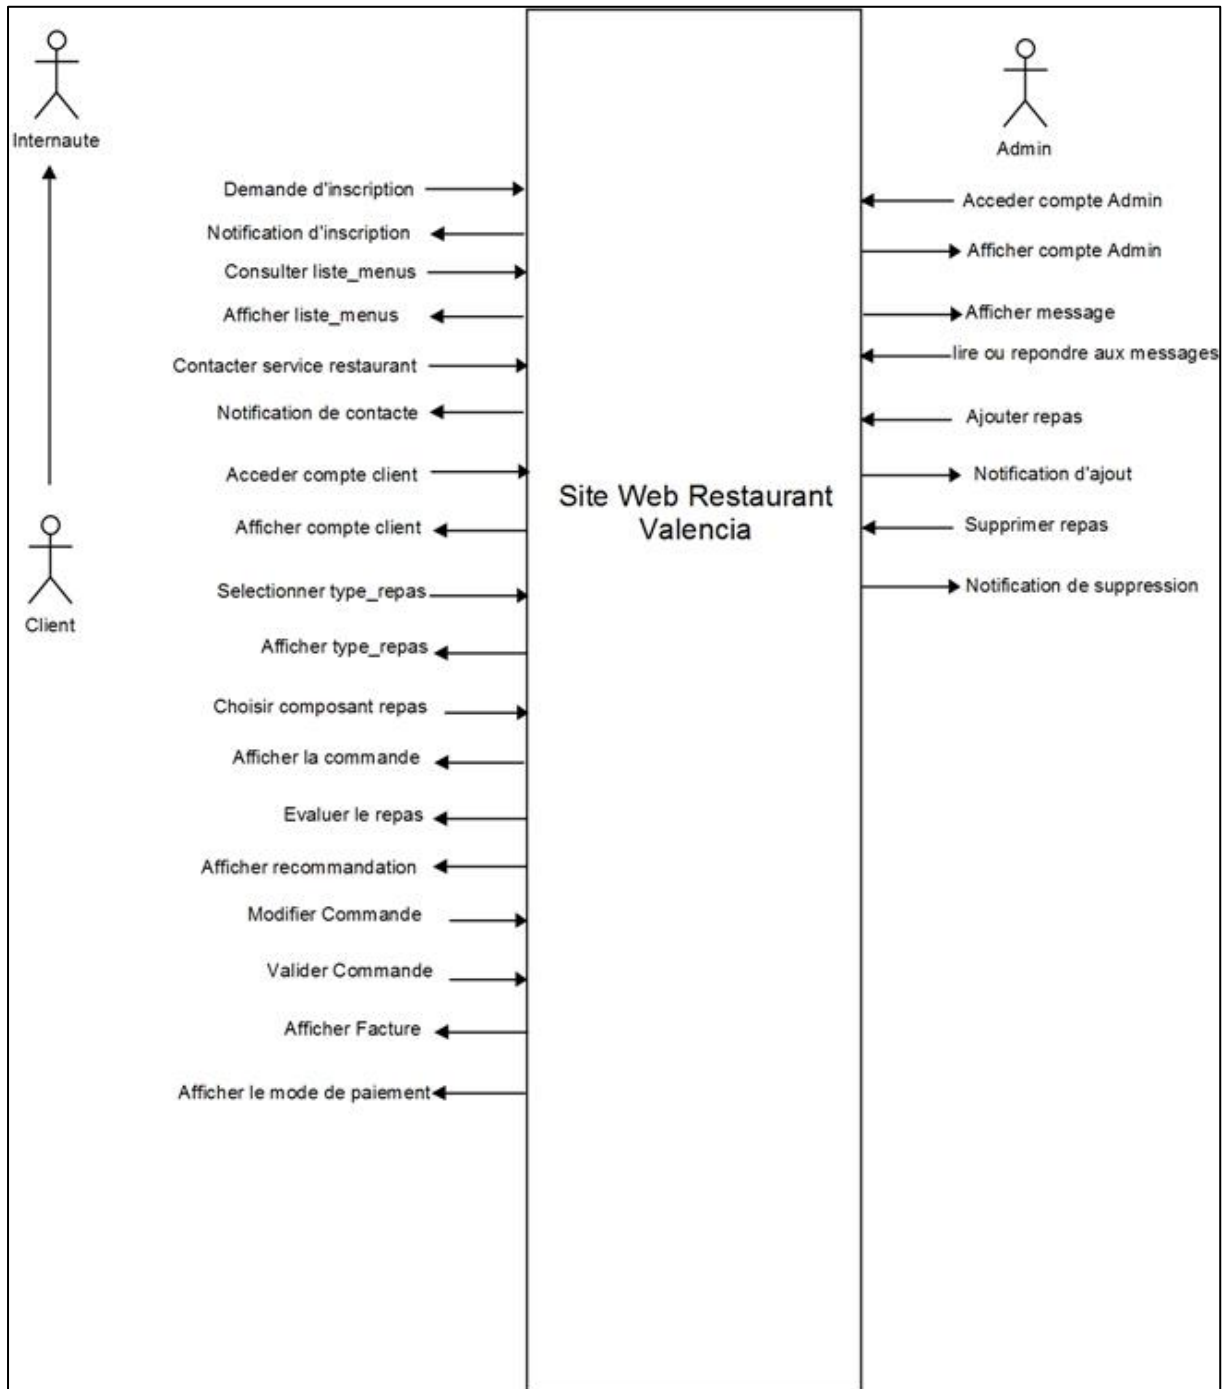 Internaute
Demande d'inscription
Notification d'inscription
Consulter liste_menus
Afficher liste_menus
Contacter service restaurant
Notification de contacte
Acceder compte client
Afficher compte client
Client
Selectionner type_repas
Afficher type_repas
Choisir composant repas
Afficher la commande
Evaluer le repas
Afficher recommandation
Modifier Commande
Valider Commande
Afficher Facture
Afficher le mode de paiement
Site Web Restaurant
Valencia
Admin
Acceder compte Admin
Afficher compte Admin
Afficher message
lire ou repondre aux messages
Ajouter repas
Notification d'ajout
Supprimer repas
Notification de suppression